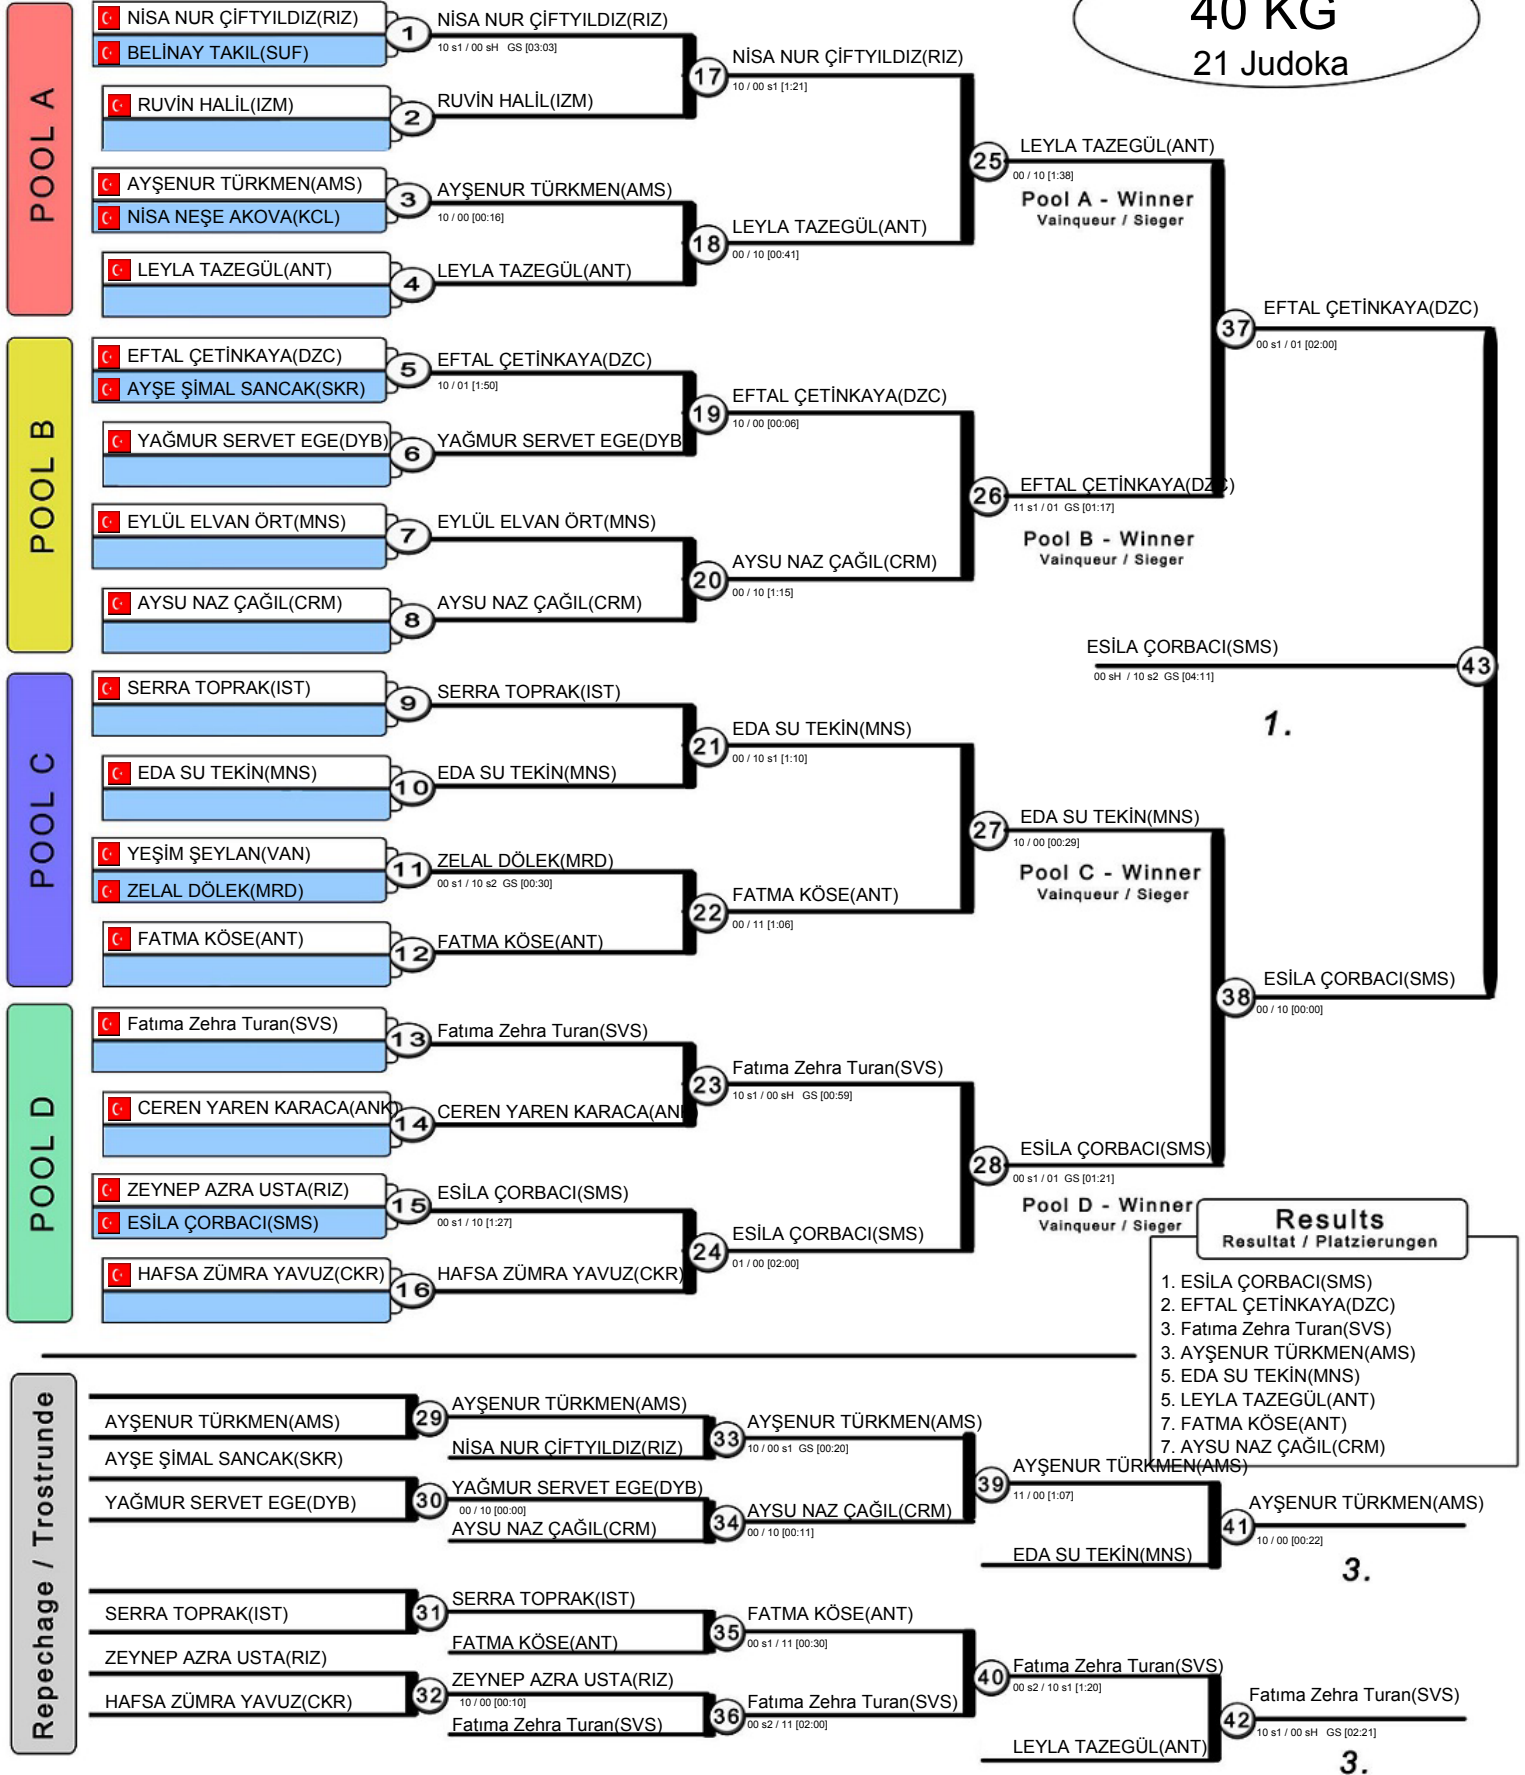 40 KG
21 Judoka
POOL A
NİSA NUR ÇİFTYILDIZ(RIZ)
BELİNAY TAKIL(SUF)
1
NİSA NUR ÇİFTYILDIZ(RIZ)
10 s1 / 00 sH GS [03:03]
RUVİN HALİL(IZM)
2
RUVİN HALİL(IZM)
17
NİSA NUR ÇİFTYILDIZ(RIZ)
10 / 00 s1 [1:21]
AYŞENUR TÜRKMEN(AMS)
NİSA NEŞE AKOVA(KCL)
3
AYŞENUR TÜRKMEN(AMS)
10 / 00 [00:16]
LEYLA TAZEGÜL(ANT)
4
LEYLA TAZEGÜL(ANT)
18
LEYLA TAZEGÜL(ANT)
00 / 10 [00:41]
25
LEYLA TAZEGÜL(ANT)
00 / 10 [1:38]
Pool A - Winner
Vainqueur / Sieger
POOL B
EFTAL ÇETİNKAYA(DZC)
AYŞE ŞİMAL SANCAK(SKR)
5
EFTAL ÇETİNKAYA(DZC)
10 / 01 [1:50]
YAĞMUR SERVET EGE(DYB)
6
YAĞMUR SERVET EGE(DYB
19
EFTAL ÇETİNKAYA(DZC)
10 / 00 [00:06]
EYLÜL ELVAN ÖRT(MNS)
7
EYLÜL ELVAN ÖRT(MNS)
AYSU NAZ ÇAĞIL(CRM)
8
AYSU NAZ ÇAĞIL(CRM)
20
AYSU NAZ ÇAĞIL(CRM)
00 / 10 [1:15]
26
EFTAL ÇETİNKAYA(DZC)
11 s1 / 01 GS [01:17]
Pool B - Winner
Vainqueur / Sieger
37
EFTAL ÇETİNKAYA(DZC)
00 s1 / 01 [02:00]
ESİLA ÇORBACI(SMS)
00 sH / 10 s2 GS [04:11]
43
1.
POOL C
SERRA TOPRAK(IST)
9
SERRA TOPRAK(IST)
EDA SU TEKİN(MNS)
10
EDA SU TEKİN(MNS)
21
EDA SU TEKİN(MNS)
00 / 10 s1 [1:10]
YEŞİM ŞEYLAN(VAN)
ZELAL DÖLEK(MRD)
11
ZELAL DÖLEK(MRD)
00 s1 / 10 s2 GS [00:30]
FATMA KÖSE(ANT)
12
FATMA KÖSE(ANT)
22
FATMA KÖSE(ANT)
00 / 11 [1:06]
27
EDA SU TEKİN(MNS)
10 / 00 [00:29]
Pool C - Winner
Vainqueur / Sieger
POOL D
Fatıma Zehra Turan(SVS)
13
Fatıma Zehra Turan(SVS)
CEREN YAREN KARACA(ANK)
14
CEREN YAREN KARACA(ANK)
23
Fatıma Zehra Turan(SVS)
10 s1 / 00 sH GS [00:59]
ZEYNEP AZRA USTA(RIZ)
ESİLA ÇORBACI(SMS)
15
ESİLA ÇORBACI(SMS)
00 s1 / 10 [1:27]
HAFSA ZÜMRA YAVUZ(CKR)
16
HAFSA ZÜMRA YAVUZ(CKR)
24
ESİLA ÇORBACI(SMS)
01 / 00 [02:00]
28
ESİLA ÇORBACI(SMS)
00 s1 / 01 GS [01:21]
Pool D - Winner
Vainqueur / Sieger
38
ESİLA ÇORBACI(SMS)
00 / 10 [00:00]
Results
Resultat / Platzierungen
1. ESİLA ÇORBACI(SMS)
2. EFTAL ÇETİNKAYA(DZC)
3. Fatıma Zehra Turan(SVS)
3. AYŞENUR TÜRKMEN(AMS)
5. EDA SU TEKİN(MNS)
5. LEYLA TAZEGÜL(ANT)
7. FATMA KÖSE(ANT)
7. AYSU NAZ ÇAĞIL(CRM)
Repechage / Trostrunde
AYŞENUR TÜRKMEN(AMS)
29
AYŞENUR TÜRKMEN(AMS)
NİSA NUR ÇİFTYILDIZ(RIZ)
33
AYŞENUR TÜRKMEN(AMS)
10 / 00 s1 GS [00:20]
AYŞE ŞİMAL SANCAK(SKR)
YAĞMUR SERVET EGE(DYB)
30
YAĞMUR SERVET EGE(DYB)
00 / 10 [00:00]
AYSU NAZ ÇAĞIL(CRM)
34
AYSU NAZ ÇAĞIL(CRM)
00 / 10 [00:11]
39
AYŞENUR TÜRKMEN(AMS)
11 / 00 [1:07]
EDA SU TEKİN(MNS)
41
AYŞENUR TÜRKMEN(AMS)
10 / 00 [00:22]
3.
SERRA TOPRAK(IST)
31
SERRA TOPRAK(IST)
FATMA KÖSE(ANT)
35
FATMA KÖSE(ANT)
00 s1 / 11 [00:30]
ZEYNEP AZRA USTA(RIZ)
HAFSA ZÜMRA YAVUZ(CKR)
32
ZEYNEP AZRA USTA(RIZ)
10 / 00 [00:10]
Fatıma Zehra Turan(SVS)
36
Fatıma Zehra Turan(SVS)
00 s2 / 11 [02:00]
40
Fatıma Zehra Turan(SVS)
00 s2 / 10 s1 [1:20]
LEYLA TAZEGÜL(ANT)
42
Fatıma Zehra Turan(SVS)
10 s1 / 00 sH GS [02:21]
3.